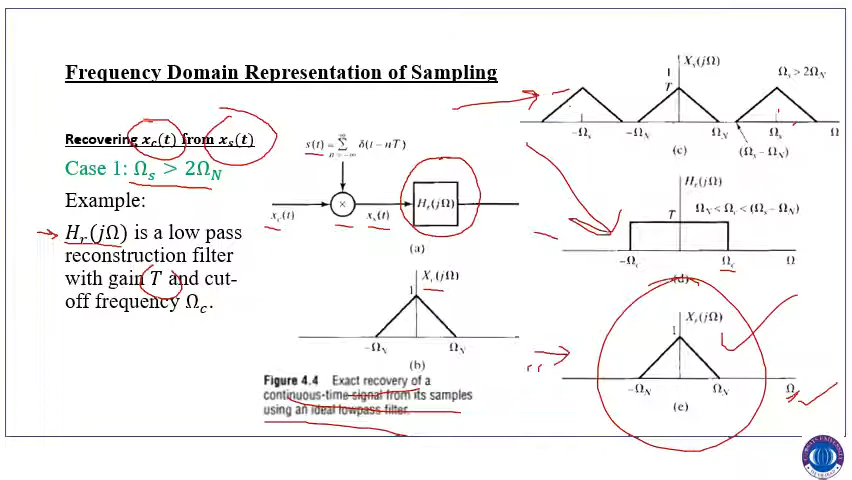 Frequency Domain Representation of Sampling
Recovering x_c(t) from x_s(t)
Case 1: Ω_s > 2Ω_N
Example:
H_r(jΩ) is a low pass
reconstruction filter
with gain T and cut-
off frequency Ω_c.
s(t) = ∑ δ(t − nT)
n = −∞
∞
x_c(t)
×
x_s(t)
H_r(jΩ)
(a)
X_c(jΩ)
1
−Ω_N Ω_N
(b)
Figure 4.4 Exact recovery of a
continuous-time signal from its samples
using an ideal lowpass filter.
X_s(jΩ)
1
T
Ω_s > 2Ω_N
−Ω_s −Ω_N Ω_N Ω_s Ω
(c)
(Ω_s − Ω_N)
H_r(jΩ)
T
Ω_N < Ω_c < (Ω_s − Ω_N)
−Ω_c Ω_c Ω
(d)
X_r(jΩ)
1
−Ω_N Ω_N Ω
(e)